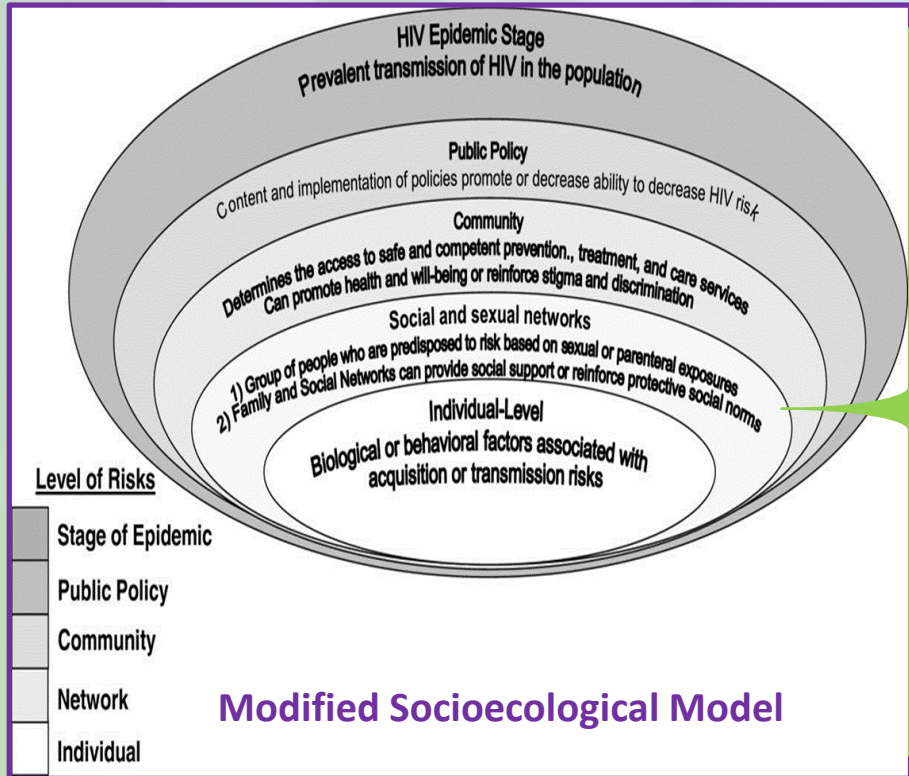 HIV Epidemic Stage
Prevalent transmission of HIV in the population
Public Policy
Content and implementation of policies promote or decrease ability to decrease HIV risk
Community
Determines the access to safe and competent prevention., treatment, and care services
Can promote health and will-being or reinforce stigma and discrimination
Social and sexual networks
1) Group of people who are predisposed to risk based on sexual or parenteral exposures
2) Family and Social Networks can provide social support or reinforce protective social norms
Individual-Level
Biological or behavioral factors associated with
acquisition or transmission risks
Level of Risks
Stage of Epidemic
Public Policy
Community
Network
Individual
Modified Socioecological Model